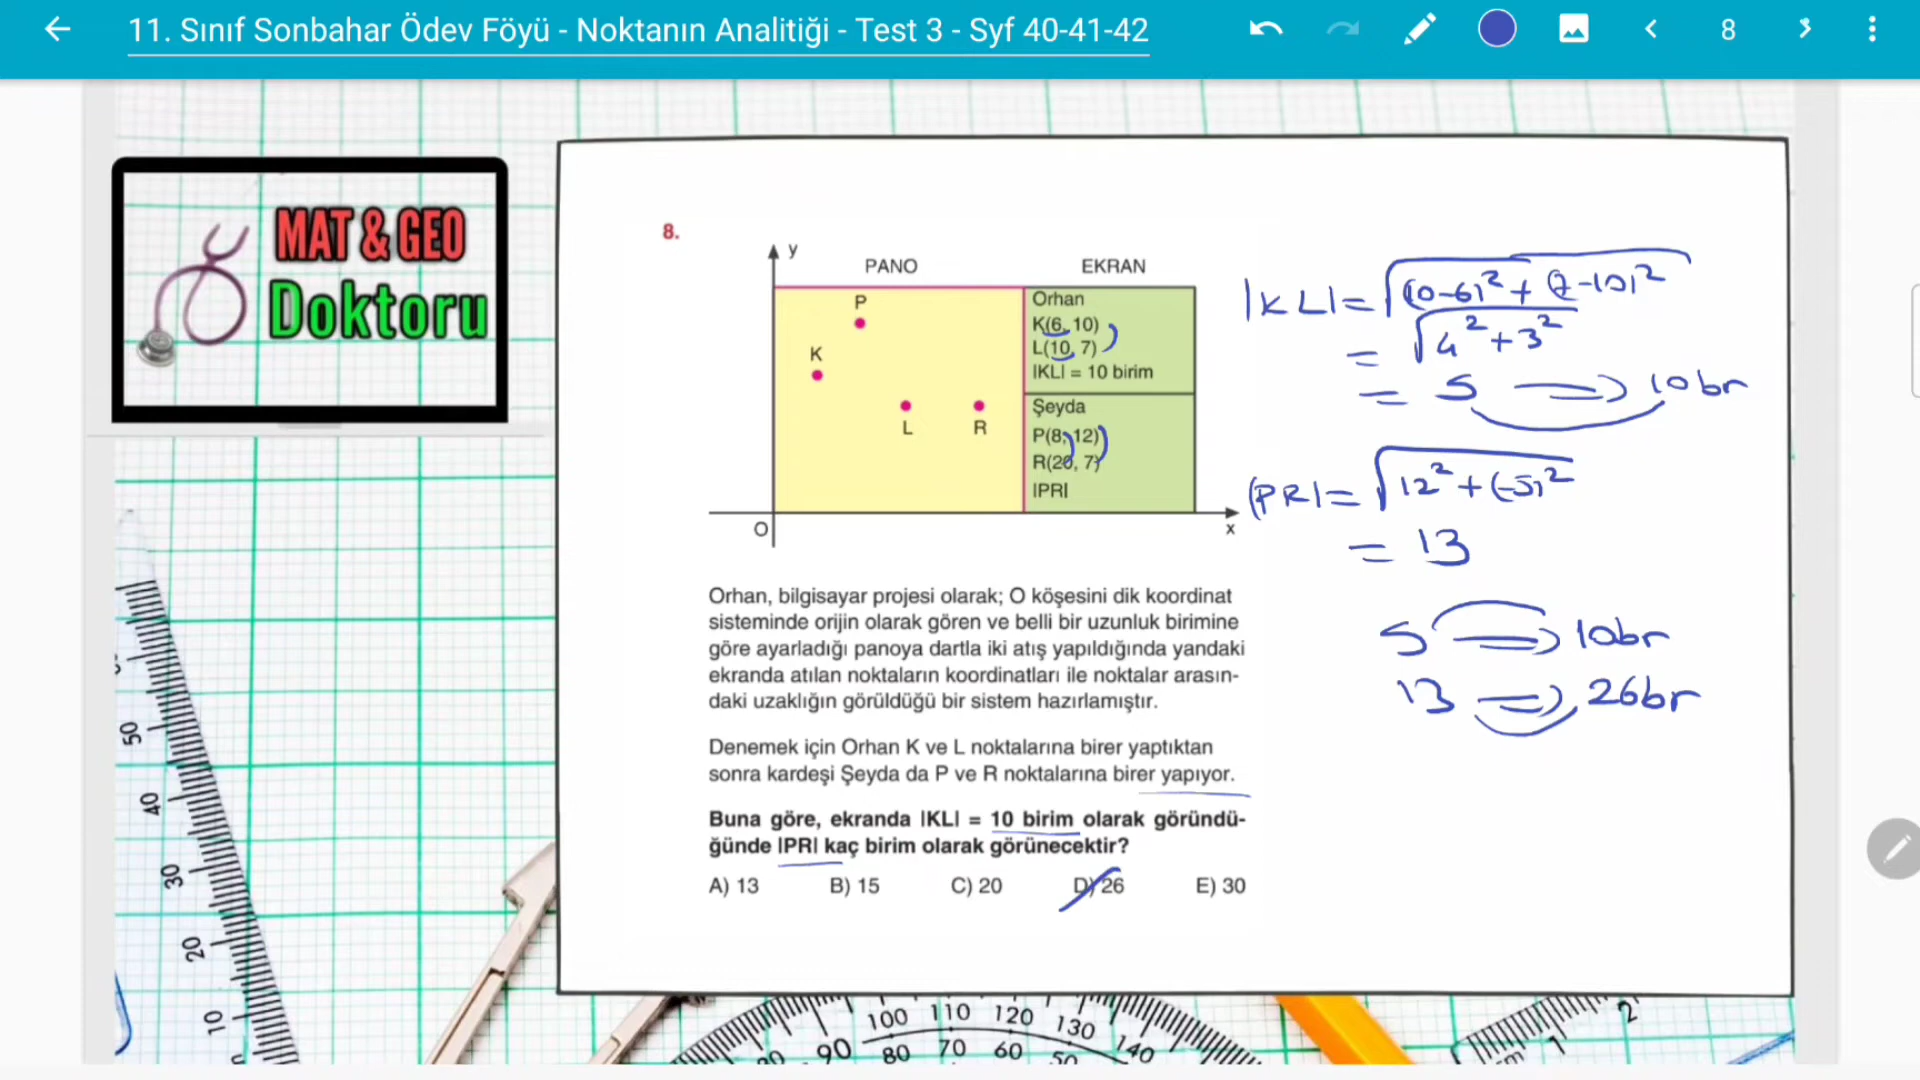 11. Sınıf Sonbahar Ödev Föyü - Noktanın Analitiği - Test 3 - Syf 40-41-42
8
MAT & GEO
Doktoru
8.
y
PANO
EKRAN
P
K
L
R
O
x
Orhan
K(6, 10)
L(10, 7)
|KL| = 10 birim
Şeyda
P(8, 12)
R(20, 7)
|PR|
Orhan, bilgisayar projesi olarak; O köşesini dik koordinat
sisteminde orijin olarak gören ve belli bir uzunluk birimine
göre ayarladığı panoya dartla iki atış yapıldığında yandaki
ekranda atılan noktaların koordinatları ile noktalar arasın-
daki uzaklığın görüldüğü bir sistem hazırlamıştır.
Denemek için Orhan K ve L noktalarına birer yaptıktan
sonra kardeşi Şeyda da P ve R noktalarına birer yapıyor.
Buna göre, ekranda |KL| = 10 birim olarak göründü-
ğünde |PR| kaç birim olarak görünecektir?
A) 13 B) 15 C) 20 D) 26 E) 30
|KL| = √(10-6)² + (7-10)²
= √4² + 3²
= 5 ⇒ 10br
|PR| = √12² + (-5)²
= 13
5 ⇒ 10br
13 ⇒ 26br
50
40
30
20
10
90 100 110 120 130 140
80 70 60 50
1
2